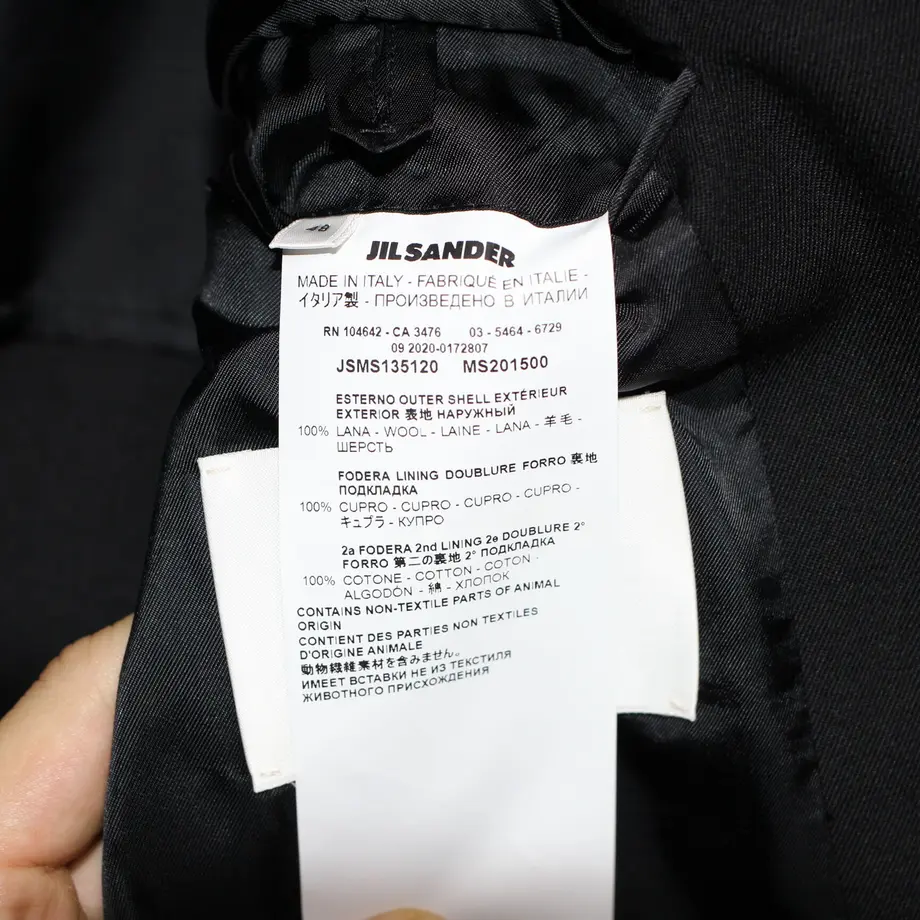 48
JIL SANDER
MADE IN ITALY - FABRIQUÉ EN ITALIE -
イタリア製 - ПРОИЗВЕДЕНО В ИТАЛИИ
RN 104642 - CA 3476 03 - 5464 - 6729
09 2020-0172807
JSMS135120 MS201500
ESTERNO OUTER SHELL EXTÉRIEUR
EXTERIOR 表地 НАРУЖНЫЙ
100% LANA - WOOL - LAINE - LANA - 羊毛 -
ШЕРСТЬ
FODERA LINING DOUBLURE FORRO 裏地
ПОДКЛАДКА
100% CUPRO - CUPRO - CUPRO - CUPRO -
キュプラ - КУПРО
2a FODERA 2nd LINING 2e DOUBLURE 2°
FORRO 第二の裏地 2° ПОДКЛАДКА
100% COTONE - COTTON - COTON -
ALGODÓN - 綿 - ХЛОПОК
CONTAINS NON-TEXTILE PARTS OF ANIMAL
ORIGIN
CONTIENT DES PARTIES NON TEXTILES
D'ORIGINE ANIMALE
動物繊維素材を含みません。
ИМЕЕТ ВСТАВКИ НЕ ИЗ ТЕКСТИЛЯ
ЖИВОТНОГО ПРИСХОЖДЕНИЯ